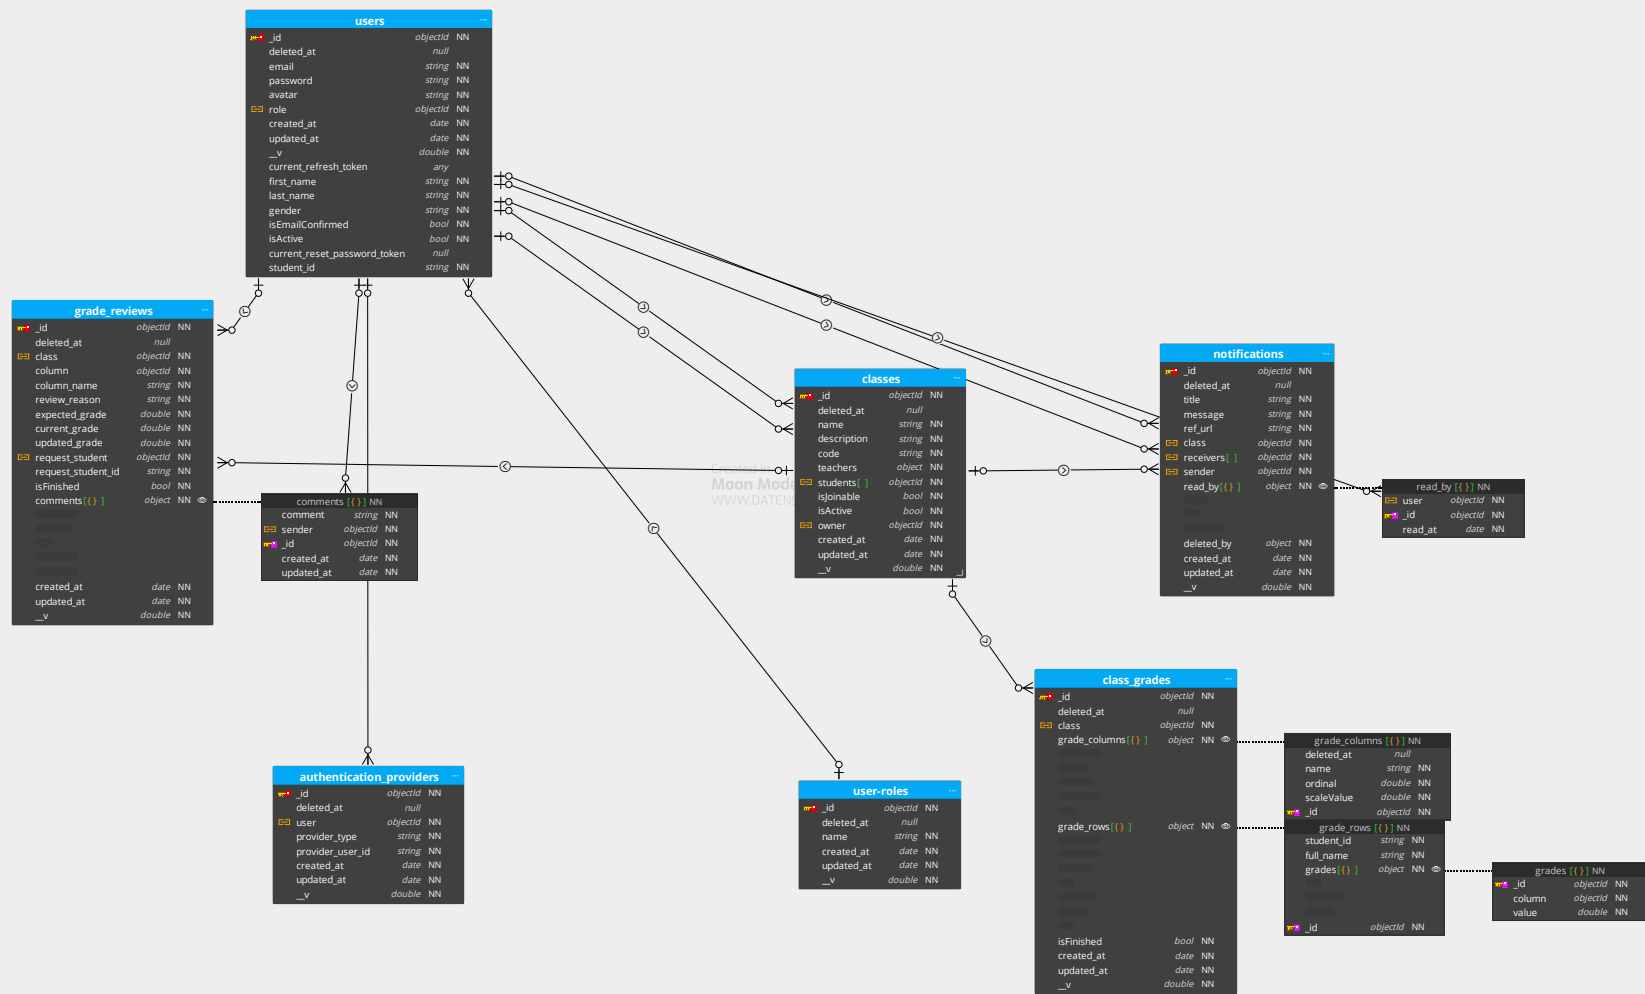 users ...
_id objectId NN
deleted_at null
email string NN
password string NN
avatar string NN
role objectId NN
created_at date NN
updated_at date NN
__v double NN
current_refresh_token any
first_name string NN
last_name string NN
gender string NN
isEmailConfirmed bool NN
isActive bool NN
current_reset_password_token null
student_id string NN
grade_reviews ...
_id objectId NN
deleted_at null
class objectId NN
column objectId NN
column_name string NN
review_reason string NN
expected_grade double NN
current_grade double NN
updated_grade double NN
request_student objectId NN
request_student_id string NN
isFinished bool NN
comments[{} ] object NN
created_at date NN
updated_at date NN
__v double NN
comments [{}] NN
comment string NN
sender objectId NN
_id objectId NN
created_at date NN
updated_at date NN
classes ...
_id objectId NN
deleted_at null
name string NN
description string NN
code string NN
teachers object NN
students[ ] objectId NN
isJoinable bool NN
isActive bool NN
owner objectId NN
created_at date NN
updated_at date NN
__v double NN
Created in
Moon Mode
WWW.DATENS
notifications ...
_id objectId NN
deleted_at null
title string NN
message string NN
ref_url string NN
class objectId NN
receivers[ ] objectId NN
sender objectId NN
read_by[{} ] object NN
deleted_by object NN
created_at date NN
updated_at date NN
__v double NN
read_by [{}] NN
user objectId NN
_id objectId NN
read_at date NN
authentication_providers ...
_id objectId NN
deleted_at null
user objectId NN
provider_type string NN
provider_user_id string NN
created_at date NN
updated_at date NN
__v double NN
user-roles ...
_id objectId NN
deleted_at null
name string NN
created_at date NN
updated_at date NN
__v double NN
class_grades ...
_id objectId NN
deleted_at null
class objectId NN
grade_columns[{} ] object NN
grade_rows[{} ] object NN
isFinished bool NN
created_at date NN
updated_at date NN
__v double NN
grade_columns [{}] NN
deleted_at null
name string NN
ordinal double NN
scaleValue double NN
_id objectId NN
grade_rows [{}] NN
student_id string NN
full_name string NN
grades[{} ] object NN
_id objectId NN
grades [{}] NN
_id objectId NN
column objectId NN
value double NN